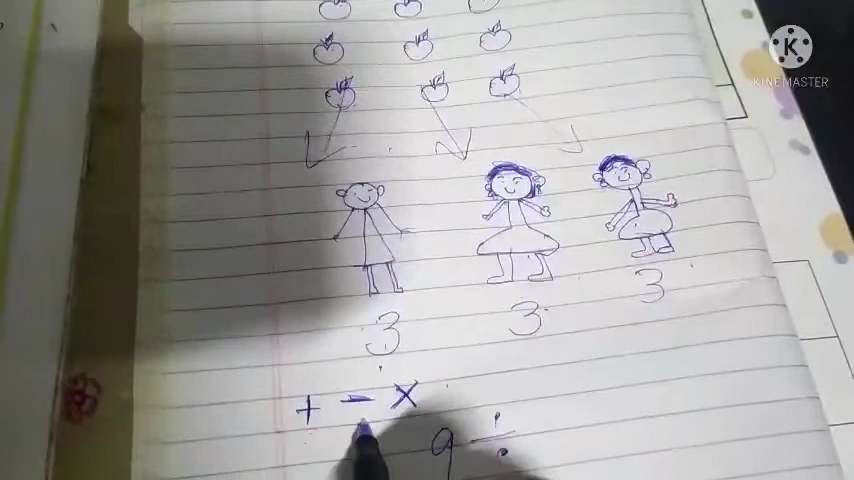 KINEMASTER
3 3 3
+ - ×
9 ÷